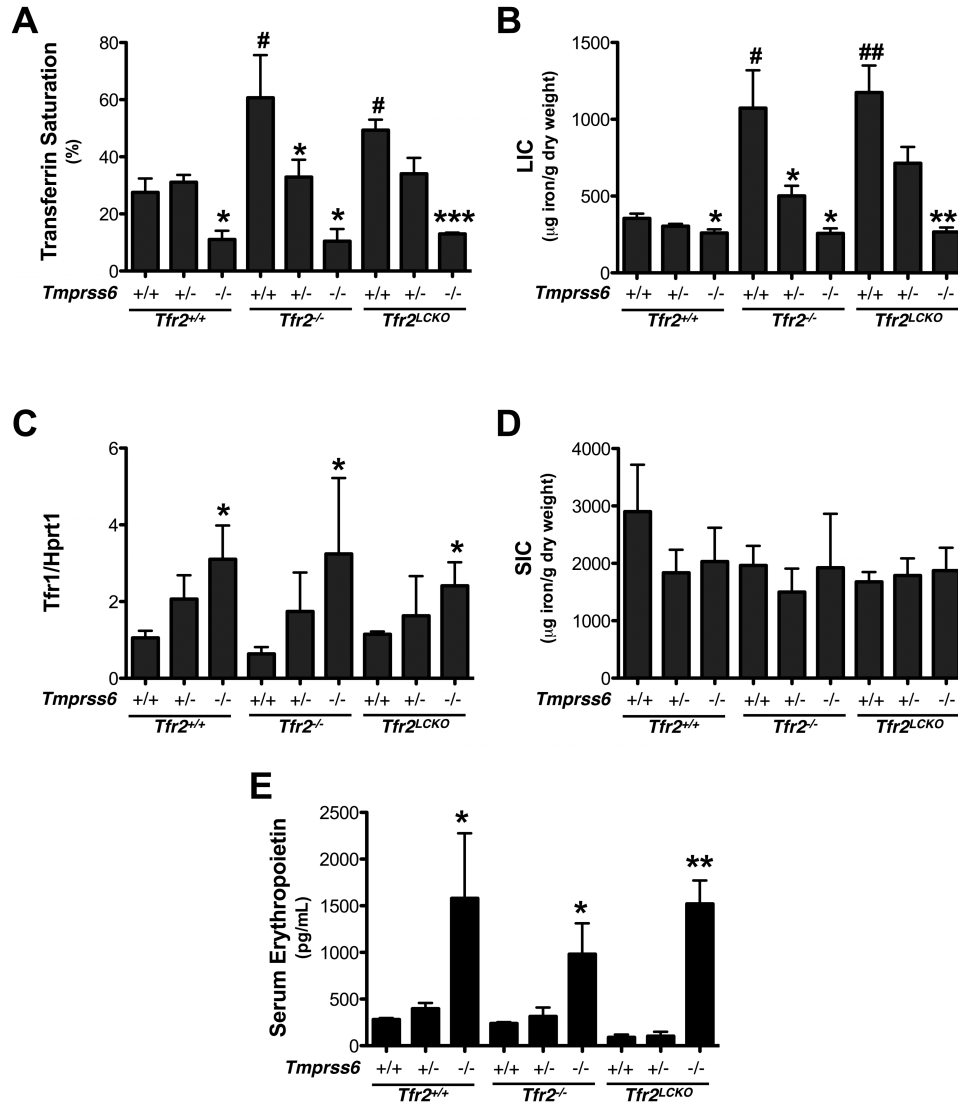 A
Transferrin Saturation
(%)
80
60
40
20
0
#
*
*
#
*
***
Tmprss6 +/+ +/- -/- +/+ +/- -/- +/+ +/- -/-
Tfr2+/+ Tfr2-/- Tfr2LCKO
B
LIC
(µg iron/g dry weight)
1500
1000
500
0
*
#
*
*
##
**
+/+ +/- -/- +/+ +/- -/- +/+ +/- -/-
Tfr2+/+ Tfr2-/- Tfr2LCKO
C
Tfr1/Hprt1
6
4
2
0
*
*
*
Tmprss6 +/+ +/- -/- +/+ +/- -/- +/+ +/- -/-
Tfr2+/+ Tfr2-/- Tfr2LCKO
D
SIC
(µg iron/g dry weight)
4000
3000
2000
1000
0
+/+ +/- -/- +/+ +/- -/- +/+ +/- -/-
Tfr2+/+ Tfr2-/- Tfr2LCKO
E
Serum Erythropoietin
(pg/mL)
2500
2000
1500
1000
500
0
*
*
**
Tmprss6 +/+ +/- -/- +/+ +/- -/- +/+ +/- -/-
Tfr2+/+ Tfr2-/- Tfr2LCKO